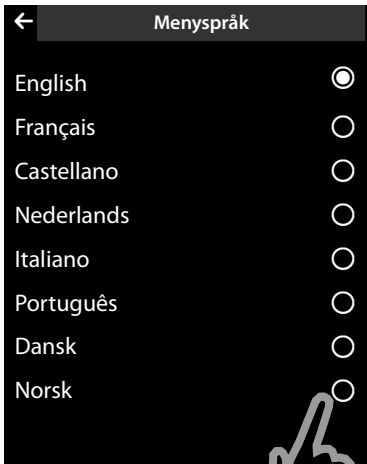 Menyspråk
English
Français
Castellano
Nederlands
Italiano
Português
Dansk
Norsk